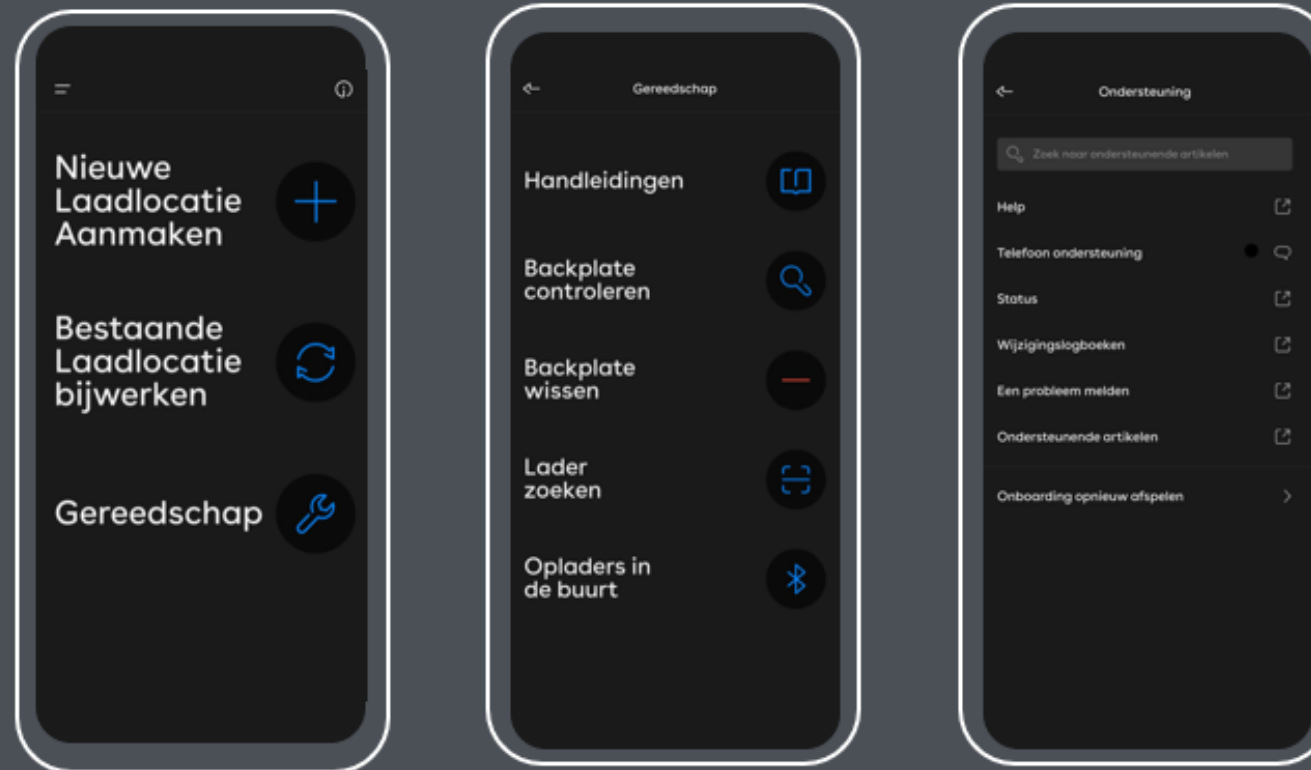 Nieuwe
Laadlocatie
Aanmaken
Bestaande
Laadlocatie
bijwerken
Gereedschap
Gereedschap
Handleidingen
Backplate
controleren
Backplate
wissen
Lader
zoeken
Opladers in
de buurt
Ondersteuning
Zoek naar ondersteunende artikelen
Help
Telefoon ondersteuning
Status
Wijzigingslogboeken
Een probleem melden
Ondersteunende artikelen
Onboarding opnieuw afspelen